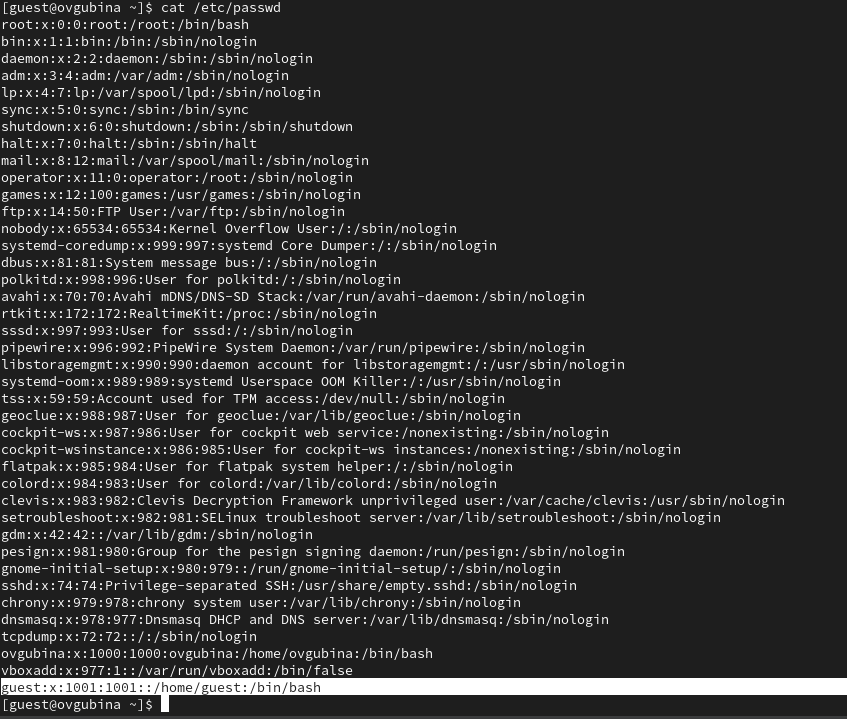 [guest@ovgubina ~]$ cat /etc/passwd
root:x:0:0:root:/root:/bin/bash
bin:x:1:1:bin:/bin:/sbin/nologin
daemon:x:2:2:daemon:/sbin:/sbin/nologin
adm:x:3:4:adm:/var/adm:/sbin/nologin
lp:x:4:7:lp:/var/spool/lpd:/sbin/nologin
sync:x:5:0:sync:/sbin:/bin/sync
shutdown:x:6:0:shutdown:/sbin:/sbin/shutdown
halt:x:7:0:halt:/sbin:/sbin/halt
mail:x:8:12:mail:/var/spool/mail:/sbin/nologin
operator:x:11:0:operator:/root:/sbin/nologin
games:x:12:100:games:/usr/games:/sbin/nologin
ftp:x:14:50:FTP User:/var/ftp:/sbin/nologin
nobody:x:65534:65534:Kernel Overflow User:/:/sbin/nologin
systemd-coredump:x:999:997:systemd Core Dumper:/:/sbin/nologin
dbus:x:81:81:System message bus:/:/sbin/nologin
polkitd:x:998:996:User for polkitd:/:/sbin/nologin
avahi:x:70:70:Avahi mDNS/DNS-SD Stack:/var/run/avahi-daemon:/sbin/nologin
rtkit:x:172:172:RealtimeKit:/proc:/sbin/nologin
sssd:x:997:993:User for sssd:/:/sbin/nologin
pipewire:x:996:992:PipeWire System Daemon:/var/run/pipewire:/sbin/nologin
libstoragemgmt:x:990:990:daemon account for libstoragemgmt:/:/usr/sbin/nologin
systemd-oom:x:989:989:systemd Userspace OOM Killer:/:/usr/sbin/nologin
tss:x:59:59:Account used for TPM access:/dev/null:/sbin/nologin
geoclue:x:988:987:User for geoclue:/var/lib/geoclue:/sbin/nologin
cockpit-ws:x:987:986:User for cockpit web service:/nonexisting:/sbin/nologin
cockpit-wsinstance:x:986:985:User for cockpit-ws instances:/nonexisting:/sbin/nologin
flatpak:x:985:984:User for flatpak system helper:/:/sbin/nologin
colord:x:984:983:User for colord:/var/lib/colord:/sbin/nologin
clevis:x:983:982:Clevis Decryption Framework unprivileged user:/var/cache/clevis:/usr/sbin/nologin
setroubleshoot:x:982:981:SELinux troubleshoot server:/var/lib/setroubleshoot:/sbin/nologin
gdm:x:42:42::/var/lib/gdm:/sbin/nologin
pesign:x:981:980:Group for the pesign signing daemon:/run/pesign:/sbin/nologin
gnome-initial-setup:x:980:979::/run/gnome-initial-setup/:/sbin/nologin
sshd:x:74:74:Privilege-separated SSH:/usr/share/empty.sshd:/sbin/nologin
chrony:x:979:978:chrony system user:/var/lib/chrony:/sbin/nologin
dnsmasq:x:978:977:Dnsmasq DHCP and DNS server:/var/lib/dnsmasq:/sbin/nologin
tcpdump:x:72:72::/:/sbin/nologin
ovgubina:x:1000:1000:ovgubina:/home/ovgubina:/bin/bash
vboxadd:x:977:1::/var/run/vboxadd:/bin/false
guest:x:1001:1001::/home/guest:/bin/bash
[guest@ovgubina ~]$